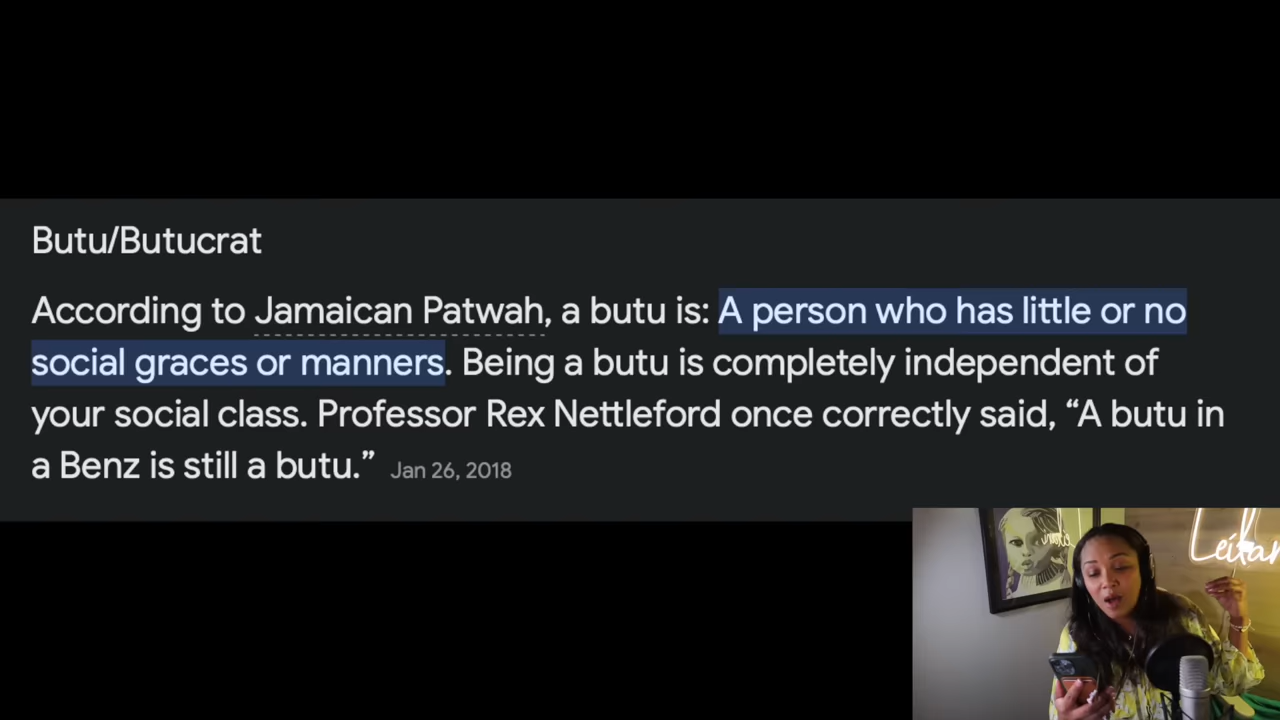 Butu/Butucrat
According to Jamaican Patwah, a butu is: A person who has little or no
social graces or manners. Being a butu is completely independent of
your social class. Professor Rex Nettleford once correctly said, “A butu in
a Benz is still a butu.” Jan 26, 2018